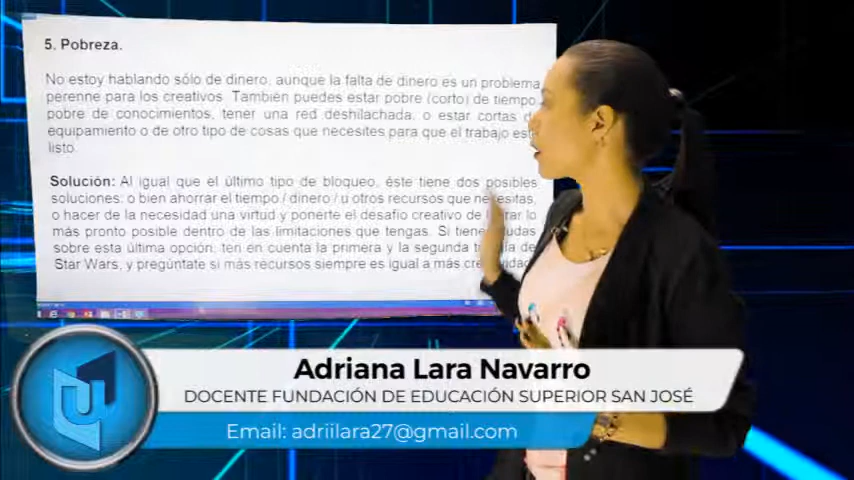 5. Pobreza.
No estoy hablando sólo de dinero, aunque la falta de dinero es un problema
perenne para los creativos. También puedes estar pobre (corto) de tiempo
pobre de conocimientos, tener una red deshilachada, o estar cortas
equipamiento o de otro tipo de cosas que necesites para que el trabajo
listo.
Solución: Al igual que el último tipo de bloqueo, éste tiene dos posibles
soluciones: o bien ahorrar el tiempo / dinero / u otros recursos que necesitas,
o hacer de la necesidad una virtud y ponerte el desafío creativo de lo
más pronto posible dentro de las limitaciones que tengas. Si tienes
sobre esta última opción, ten en cuenta la primera y la segunda de
Star Wars, y pregúntate si más recursos siempre es igual a más
Adriana Lara Navarro
DOCENTE FUNDACIÓN DE EDUCACIÓN SUPERIOR SAN JOSÉ
Email: adriilara27@gmail.com